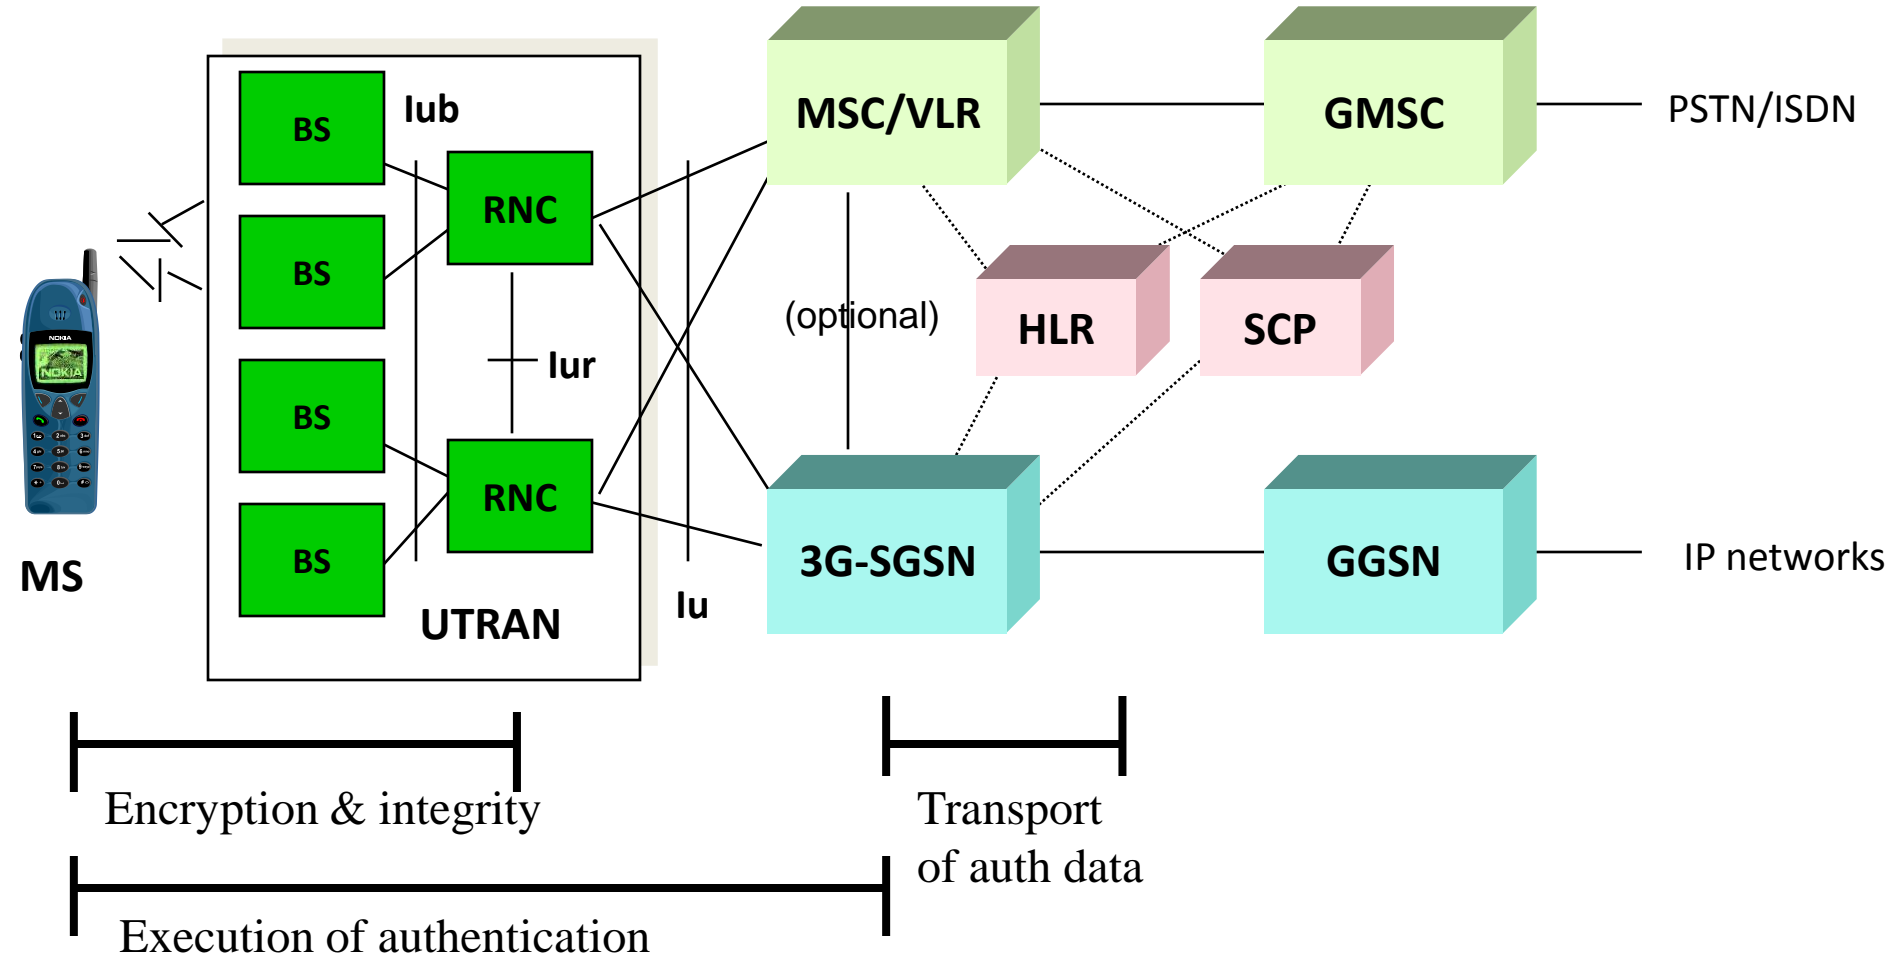 BS
Iub
MSC/VLR
GMSC
PSTN/ISDN
RNC
BS
(optional)
HLR
SCP
Iur
NOKIA
NOKIA
BS
RNC
BS
3G-SGSN
GGSN
IP networks
MS
UTRAN
Iu
Encryption & integrity
Transport
of auth data
Execution of authentication